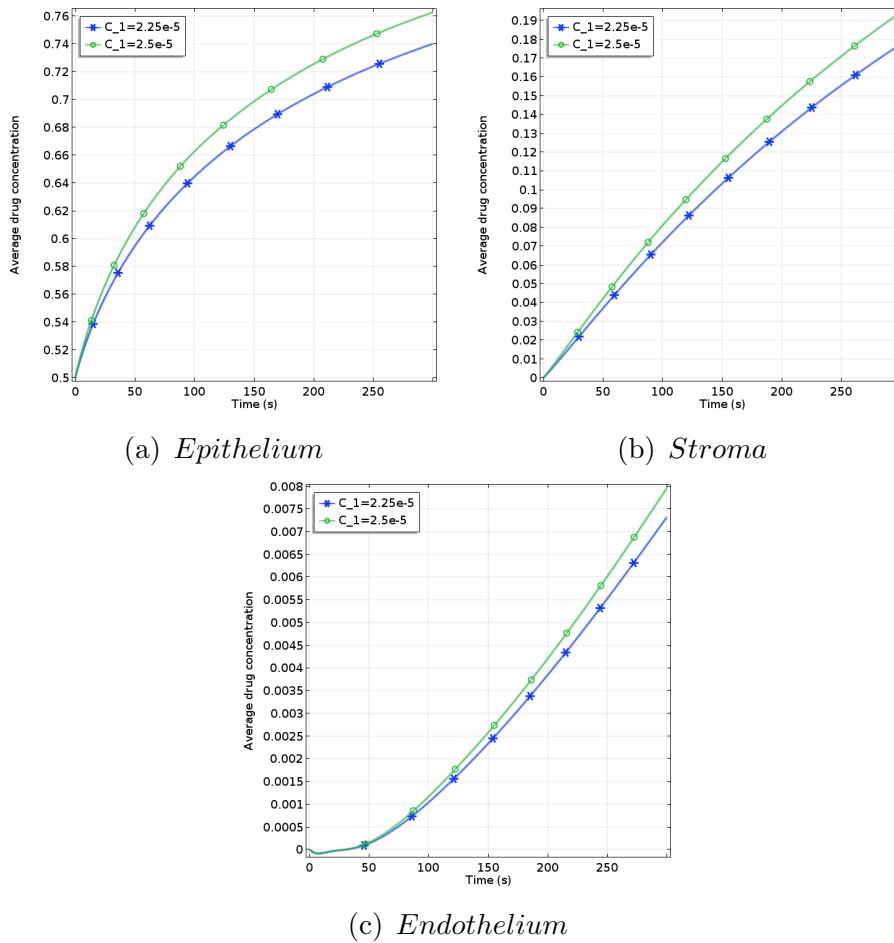 C_1=2.25e-5
C_1=2.5e-5
0.76
0.74
0.72
0.7
0.68
0.66
0.64
0.62
0.6
0.58
0.56
0.54
0.52
0.5
Average drug concentration
0 50 100 150 200 250
Time (s)
(a) Epithelium
C_1=2.25e-5
C_1=2.5e-5
0.19
0.18
0.17
0.16
0.15
0.14
0.13
0.12
0.11
0.1
0.09
0.08
0.07
0.06
0.05
0.04
0.03
0.02
0.01
0
Average drug concentration
0 50 100 150 200 250
Time (s)
(b) Stroma
C_1=2.25e-5
C_1=2.5e-5
0.008
0.0075
0.007
0.0065
0.006
0.0055
0.005
0.0045
0.004
0.0035
0.003
0.0025
0.002
0.0015
0.001
0.0005
0
Average drug concentration
0 50 100 150 200 250
Time (s)
(c) Endothelium